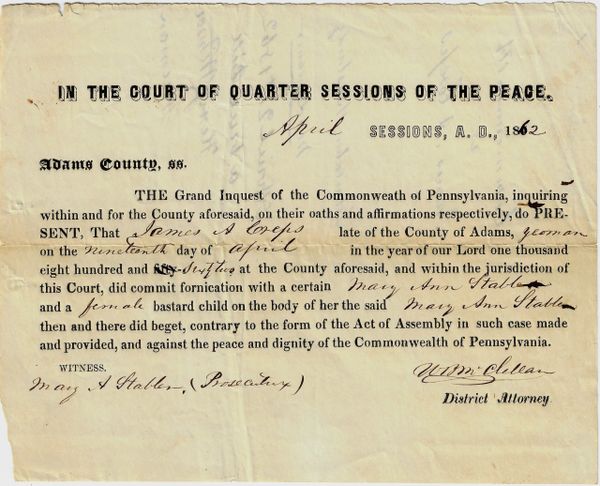 IN THE COURT OF QUARTER SESSIONS OF THE PEACE.
April SESSIONS, A. D., 1862
Adams County, ss.
THE Grand Inquest of the Commonweath of Pennsylvania, inquiring
within and for the County aforesaid, on their oaths and affirmations respectively, do PRE-
SENT, That James A Creps late of the County of Adams, yeoman
on the nineteenth day of April in the year of our Lord one thousand
eight hundred and fifty Sixty two at the County aforesaid, and within the jurisdiction of
this Court, did commit fornication with a certain Mary Ann Stabler
and a female bastard child on the body of her the said Mary Ann Stabler
then and there did beget, contrary to the form of the Act of Assembly in such case made
and provided, and against the peace and dignity of the Commonwealth of Pennsylvania.
WITNESS.
Mary A Stabler, (Prosecutrix)
McClellan
District Attorney